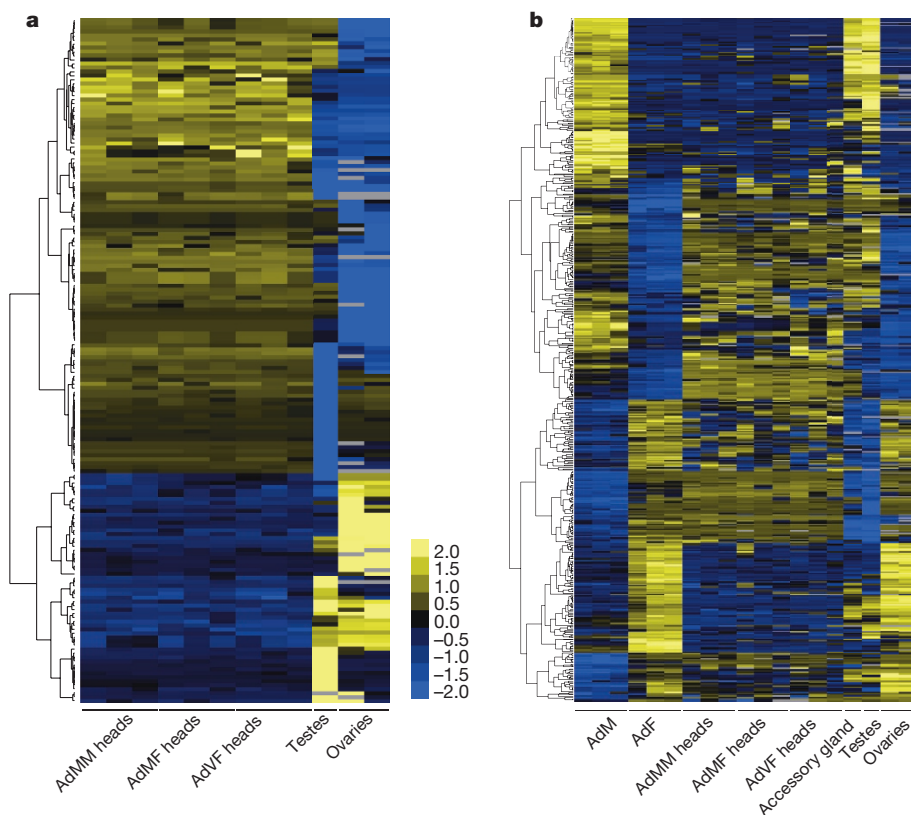 a
b
2.0
1.5
1.0
0.5
0.0
−0.5
−1.0
−1.5
−2.0
AdMM heads
AdMF heads
AdVF heads
Testes
Ovaries
AdM
AdF
AdMM heads
AdMF heads
AdVF heads
Accessory gland
Testes
Ovaries